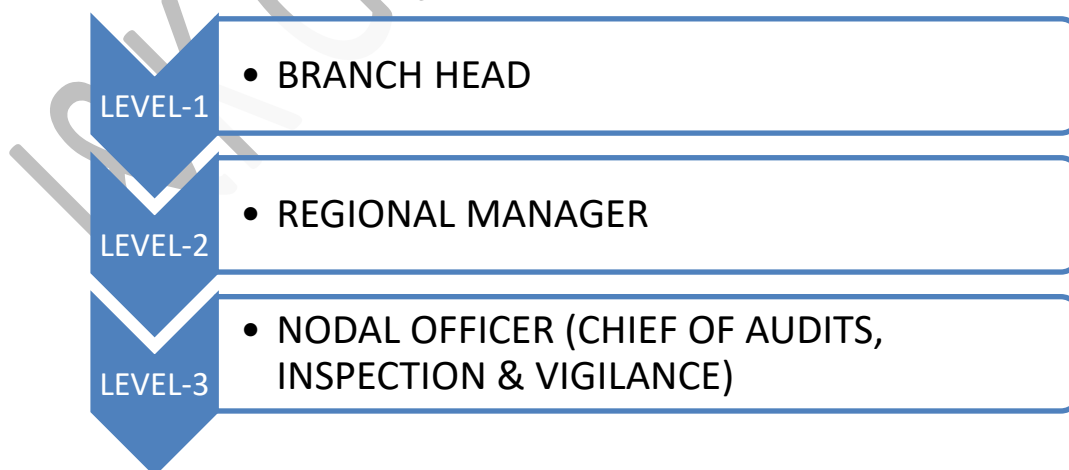 LEVEL-1
• BRANCH HEAD
LEVEL-2
• REGIONAL MANAGER
LEVEL-3
• NODAL OFFICER (CHIEF OF AUDITS,
INSPECTION & VIGILANCE)